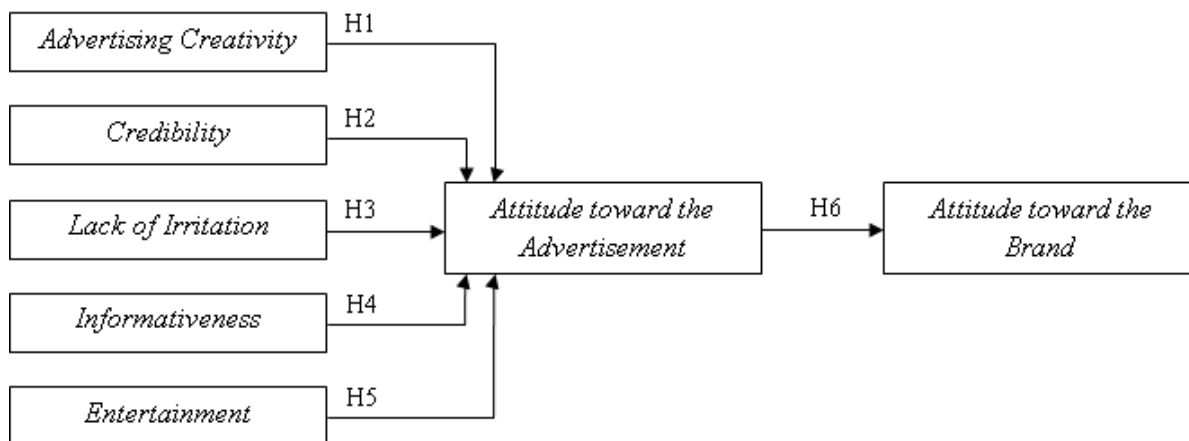 Advertising Creativity
H1
Credibility
H2
Lack of Irritation
H3
Attitude toward the
Advertisement
H6
Attitude toward the
Brand
Informativeness
H4
Entertainment
H5